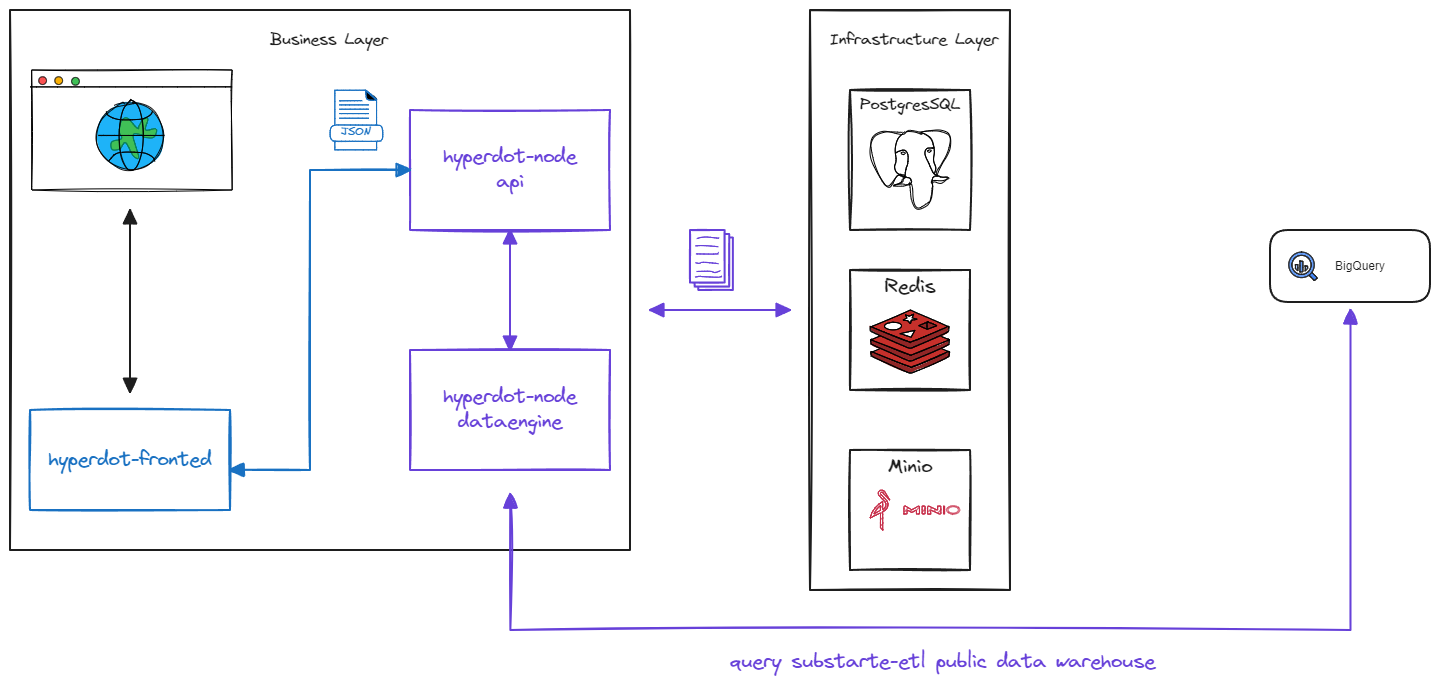 Business Layer
JSON
hyperdot-node
api
hyperdot-node
dataengine
hyperdot-fronted
Infrastructure Layer
PostgresSQL
Redis
Minio
MINIO
BigQuery
query substarte-etl public data warehouse